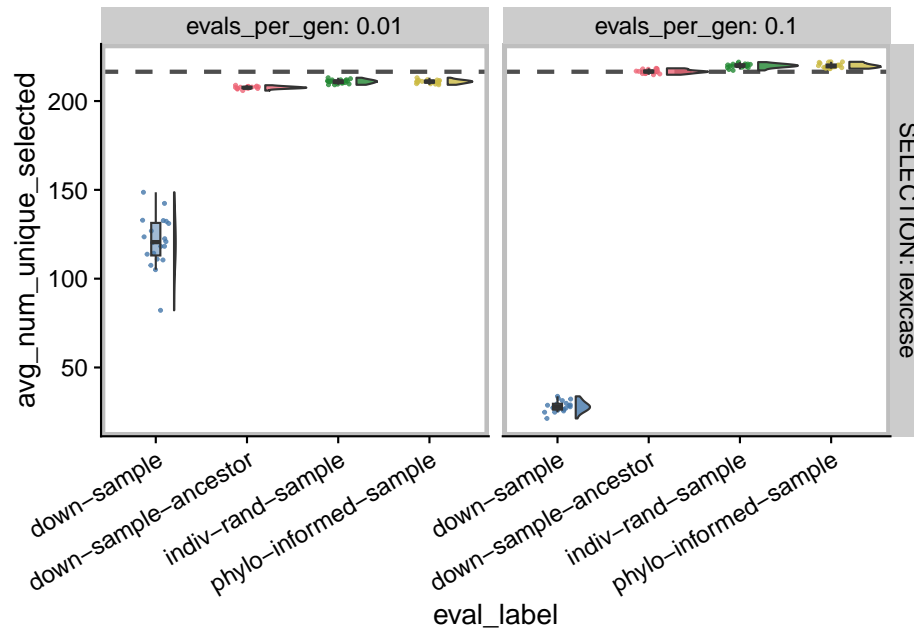 evals_per_gen: 0.01
evals_per_gen: 0.1
avg_num_unique_selected
200
150
100
50
SELECTION: lexicase
down−sample
down−sample−ancestor
indiv−rand−sample
phylo−informed−sample
down−sample
down−sample−ancestor
indiv−rand−sample
phylo−informed−sample
eval_label